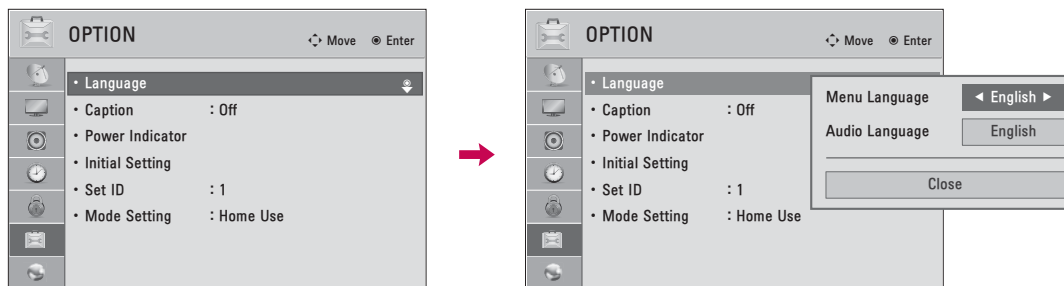 OPTION
Move Enter
• Language
• Caption : Off
• Power Indicator
• Initial Setting
• Set ID : 1
• Mode Setting : Home Use
OPTION
Move Enter
• Language
• Caption : Off
• Power Indicator
• Initial Setting
• Set ID : 1
• Mode Setting : Home Use
Menu Language ◄ English ►
Audio Language English
Close